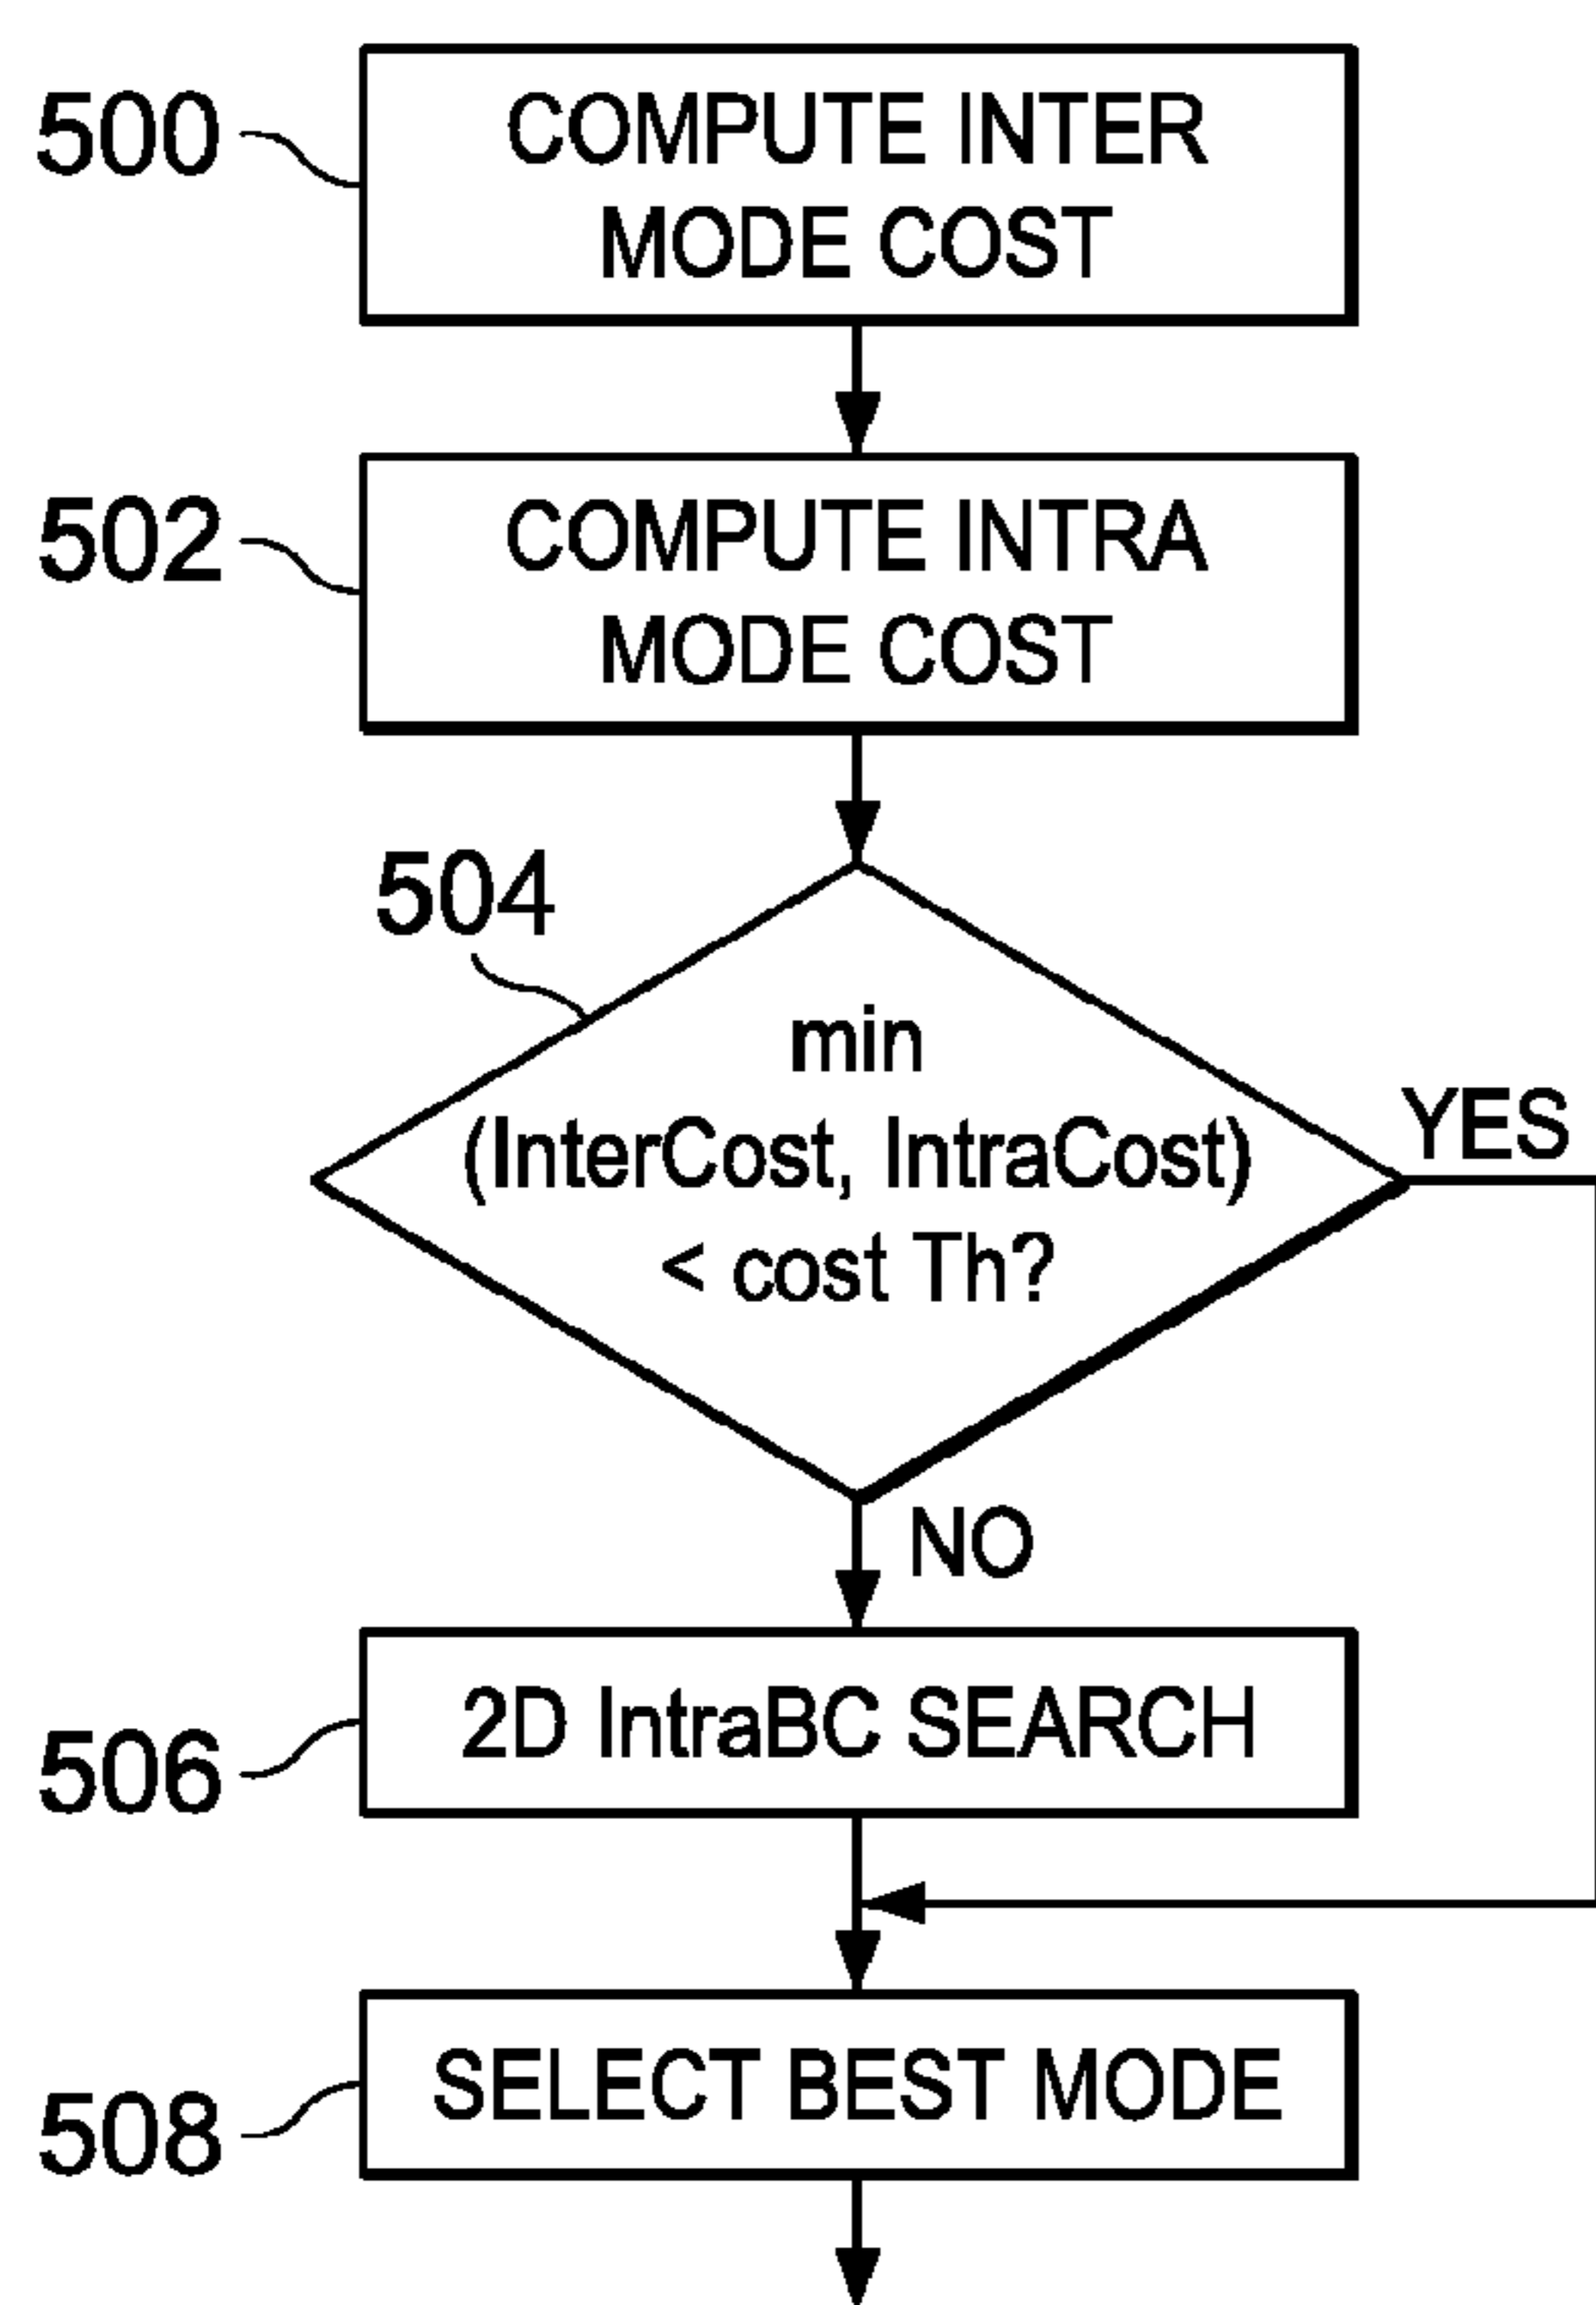 500
COMPUTE INTER
MODE COST
502
COMPUTE INTRA
MODE COST
504
min
(InterCost, IntraCost)
< cost Th?
YES
NO
506
2D IntraBC SEARCH
508
SELECT BEST MODE